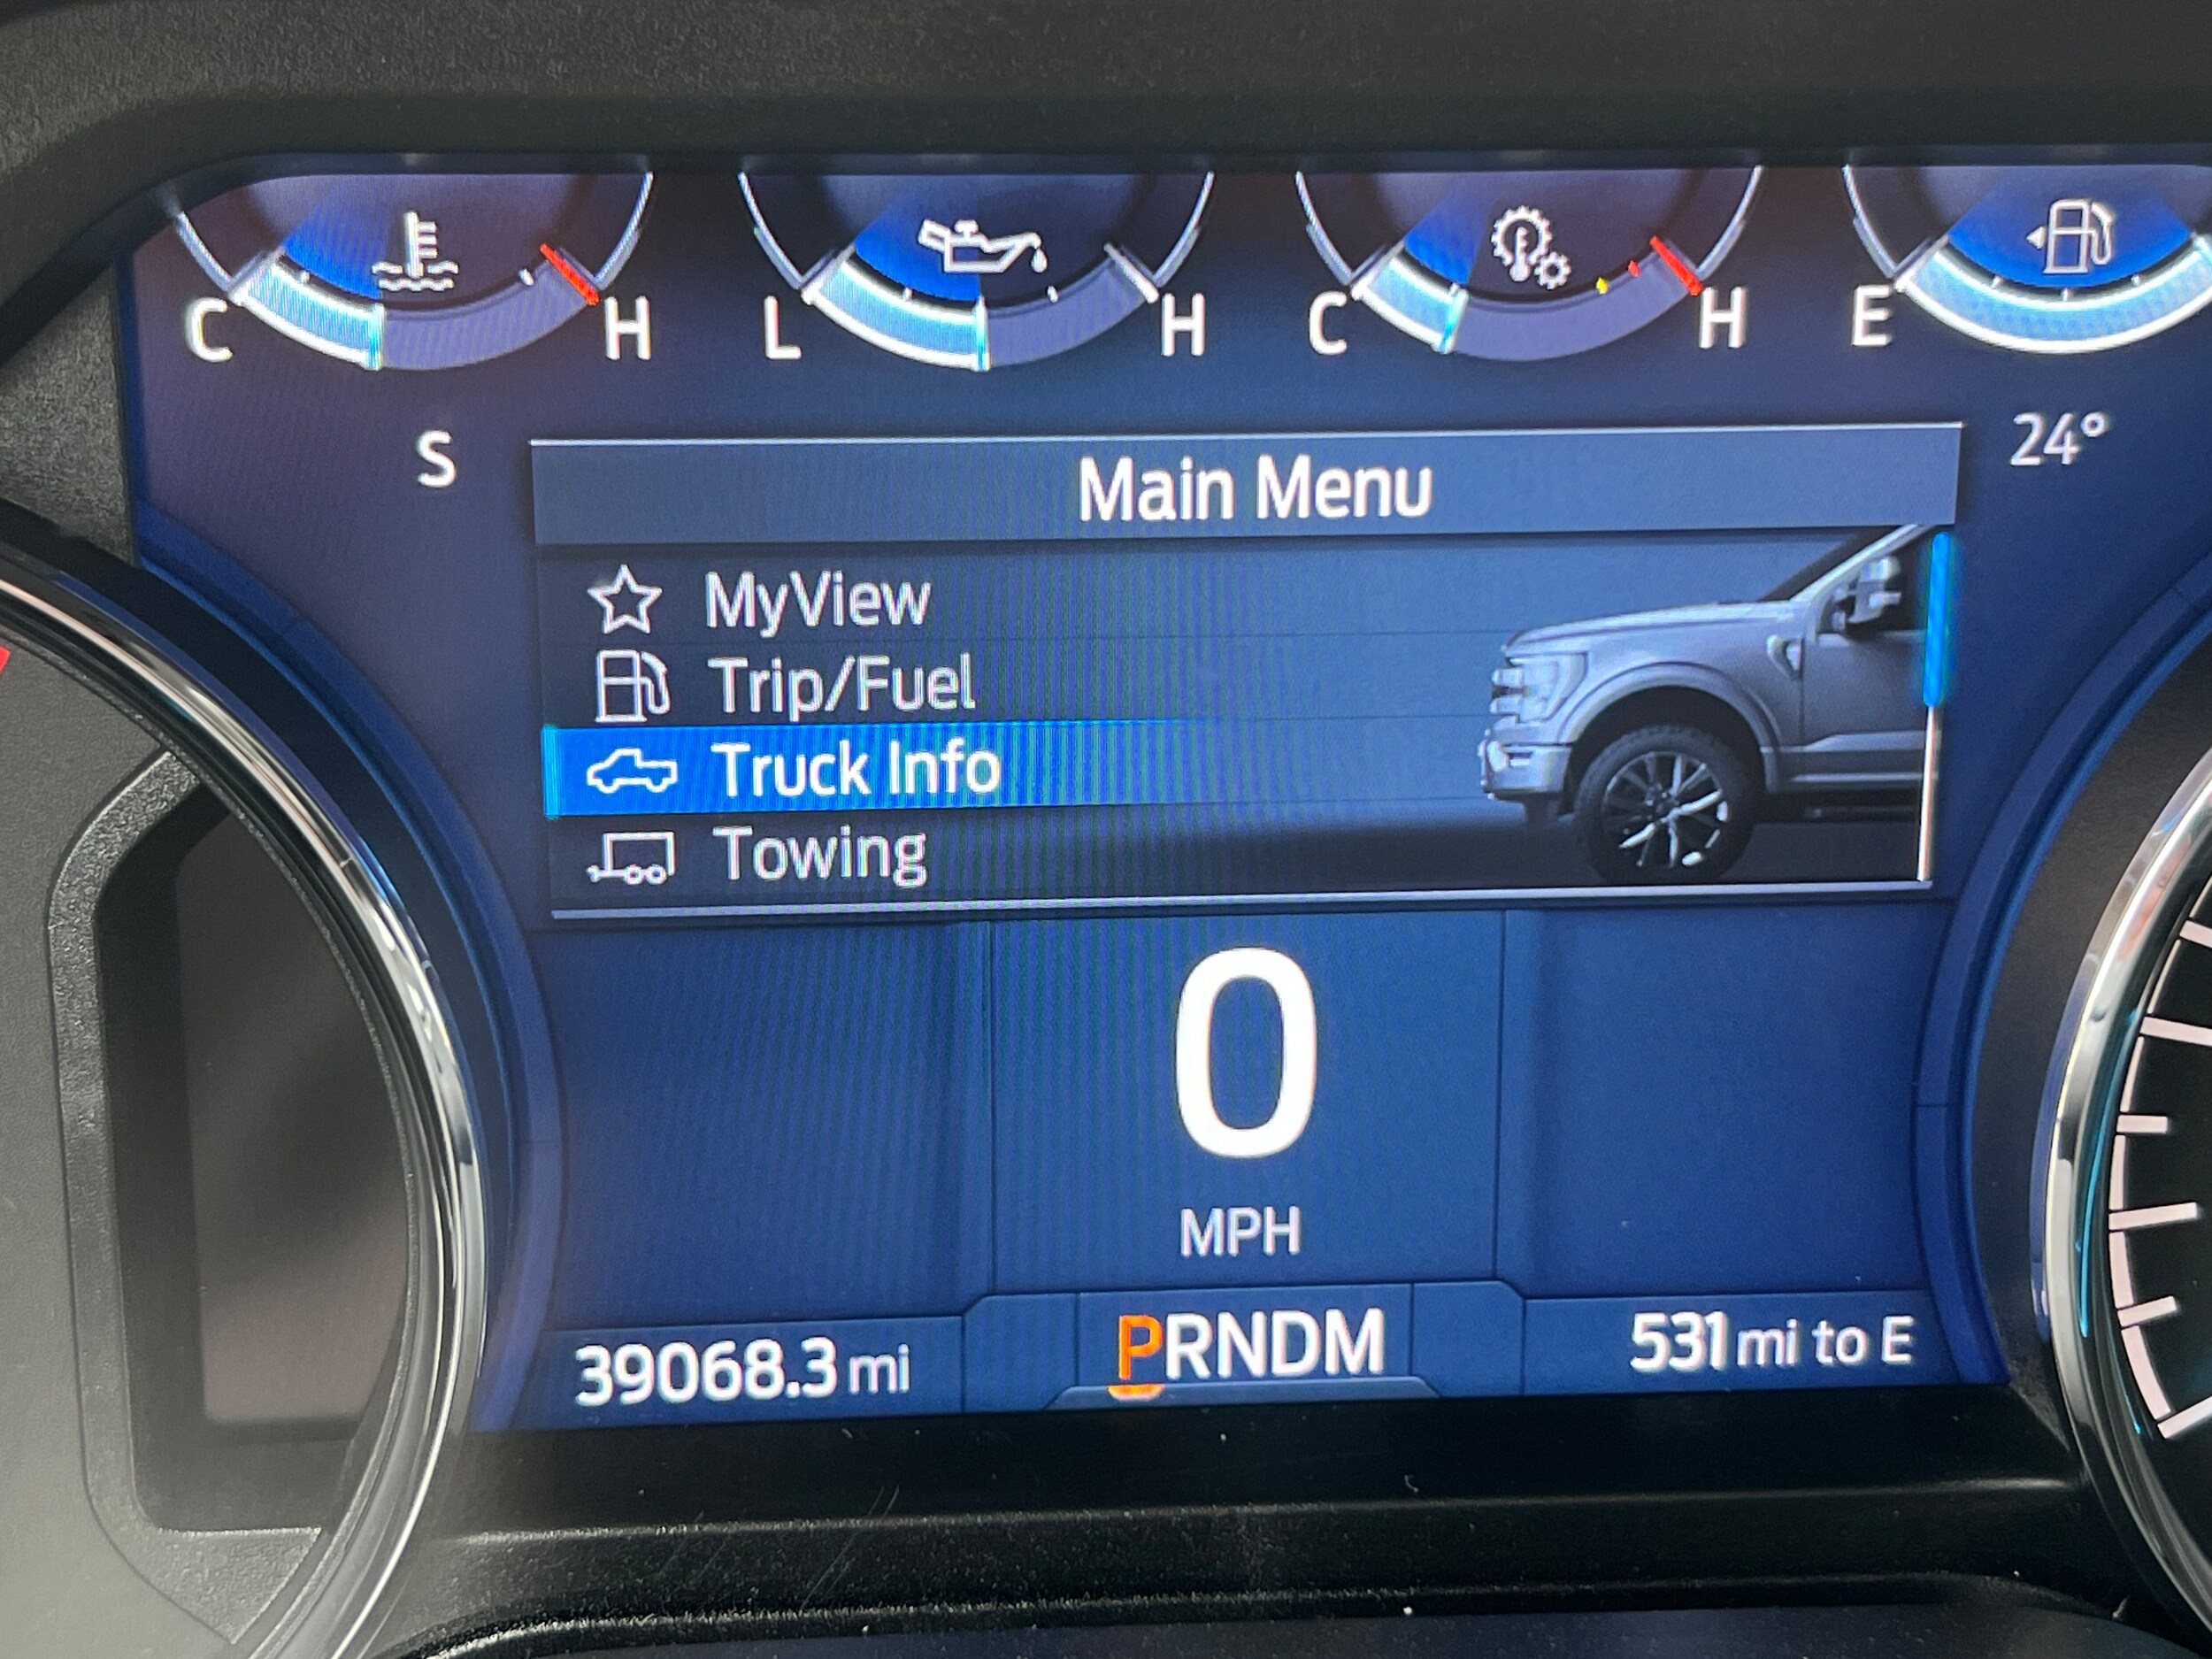 C H L H C H E
S
24°
Main Menu
MyView
Trip/Fuel
Truck Info
Towing
0
MPH
39068.3 mi
PRNDM
531 mi to E